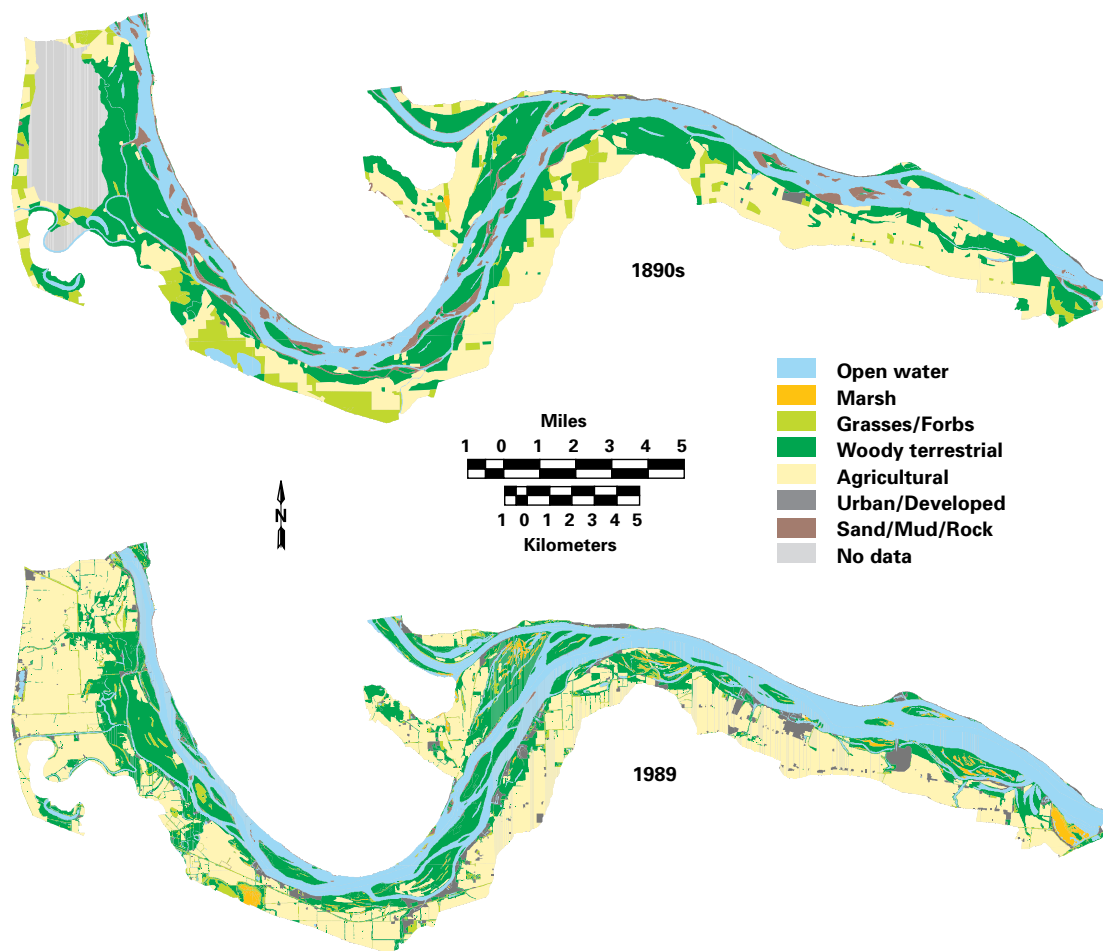 1890s
Open water
Marsh
Grasses/Forbs
Woody terrestrial
Agricultural
Urban/Developed
Sand/Mud/Rock
No data
Miles
1 0 1 2 3 4 5
1 0 1 2 3 4 5
Kilometers
N
1989